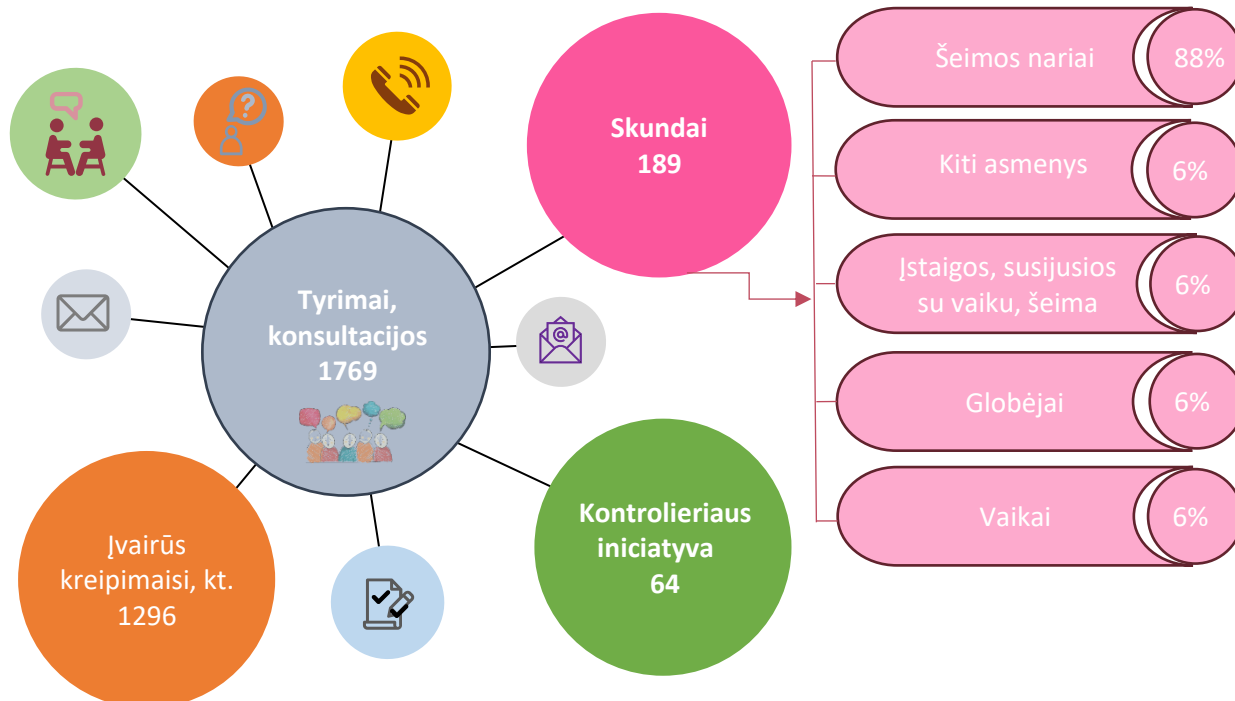 Skundai
189
Tyrimai,
konsultacijos
1769
Įvairūs
kreipimaisi, kt.
1296
Kontrolieriaus
iniciatyva
64
Šeimos nariai
88%
Kiti asmenys
6%
Įstaigos, susijusios
su vaiku, šeima
6%
Globėjai
6%
Vaikai
6%